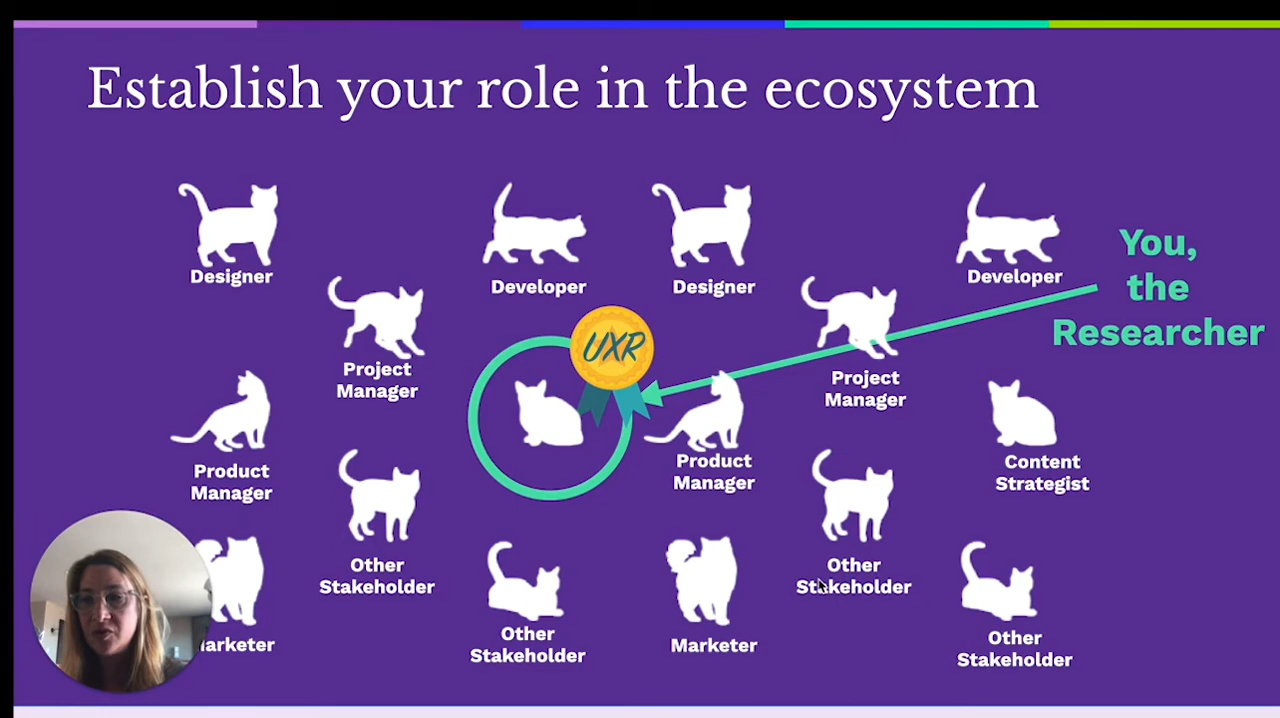 Establish your role in the ecosystem
Designer
Developer
Designer
Developer
You,
the
Researcher
UXR
Project
Manager
Project
Manager
Product
Manager
Product
Manager
Content
Strategist
Other
Stakeholder
Other
Stakeholder
arketer
Other
Stakeholder
Marketer
Other
Stakeholder